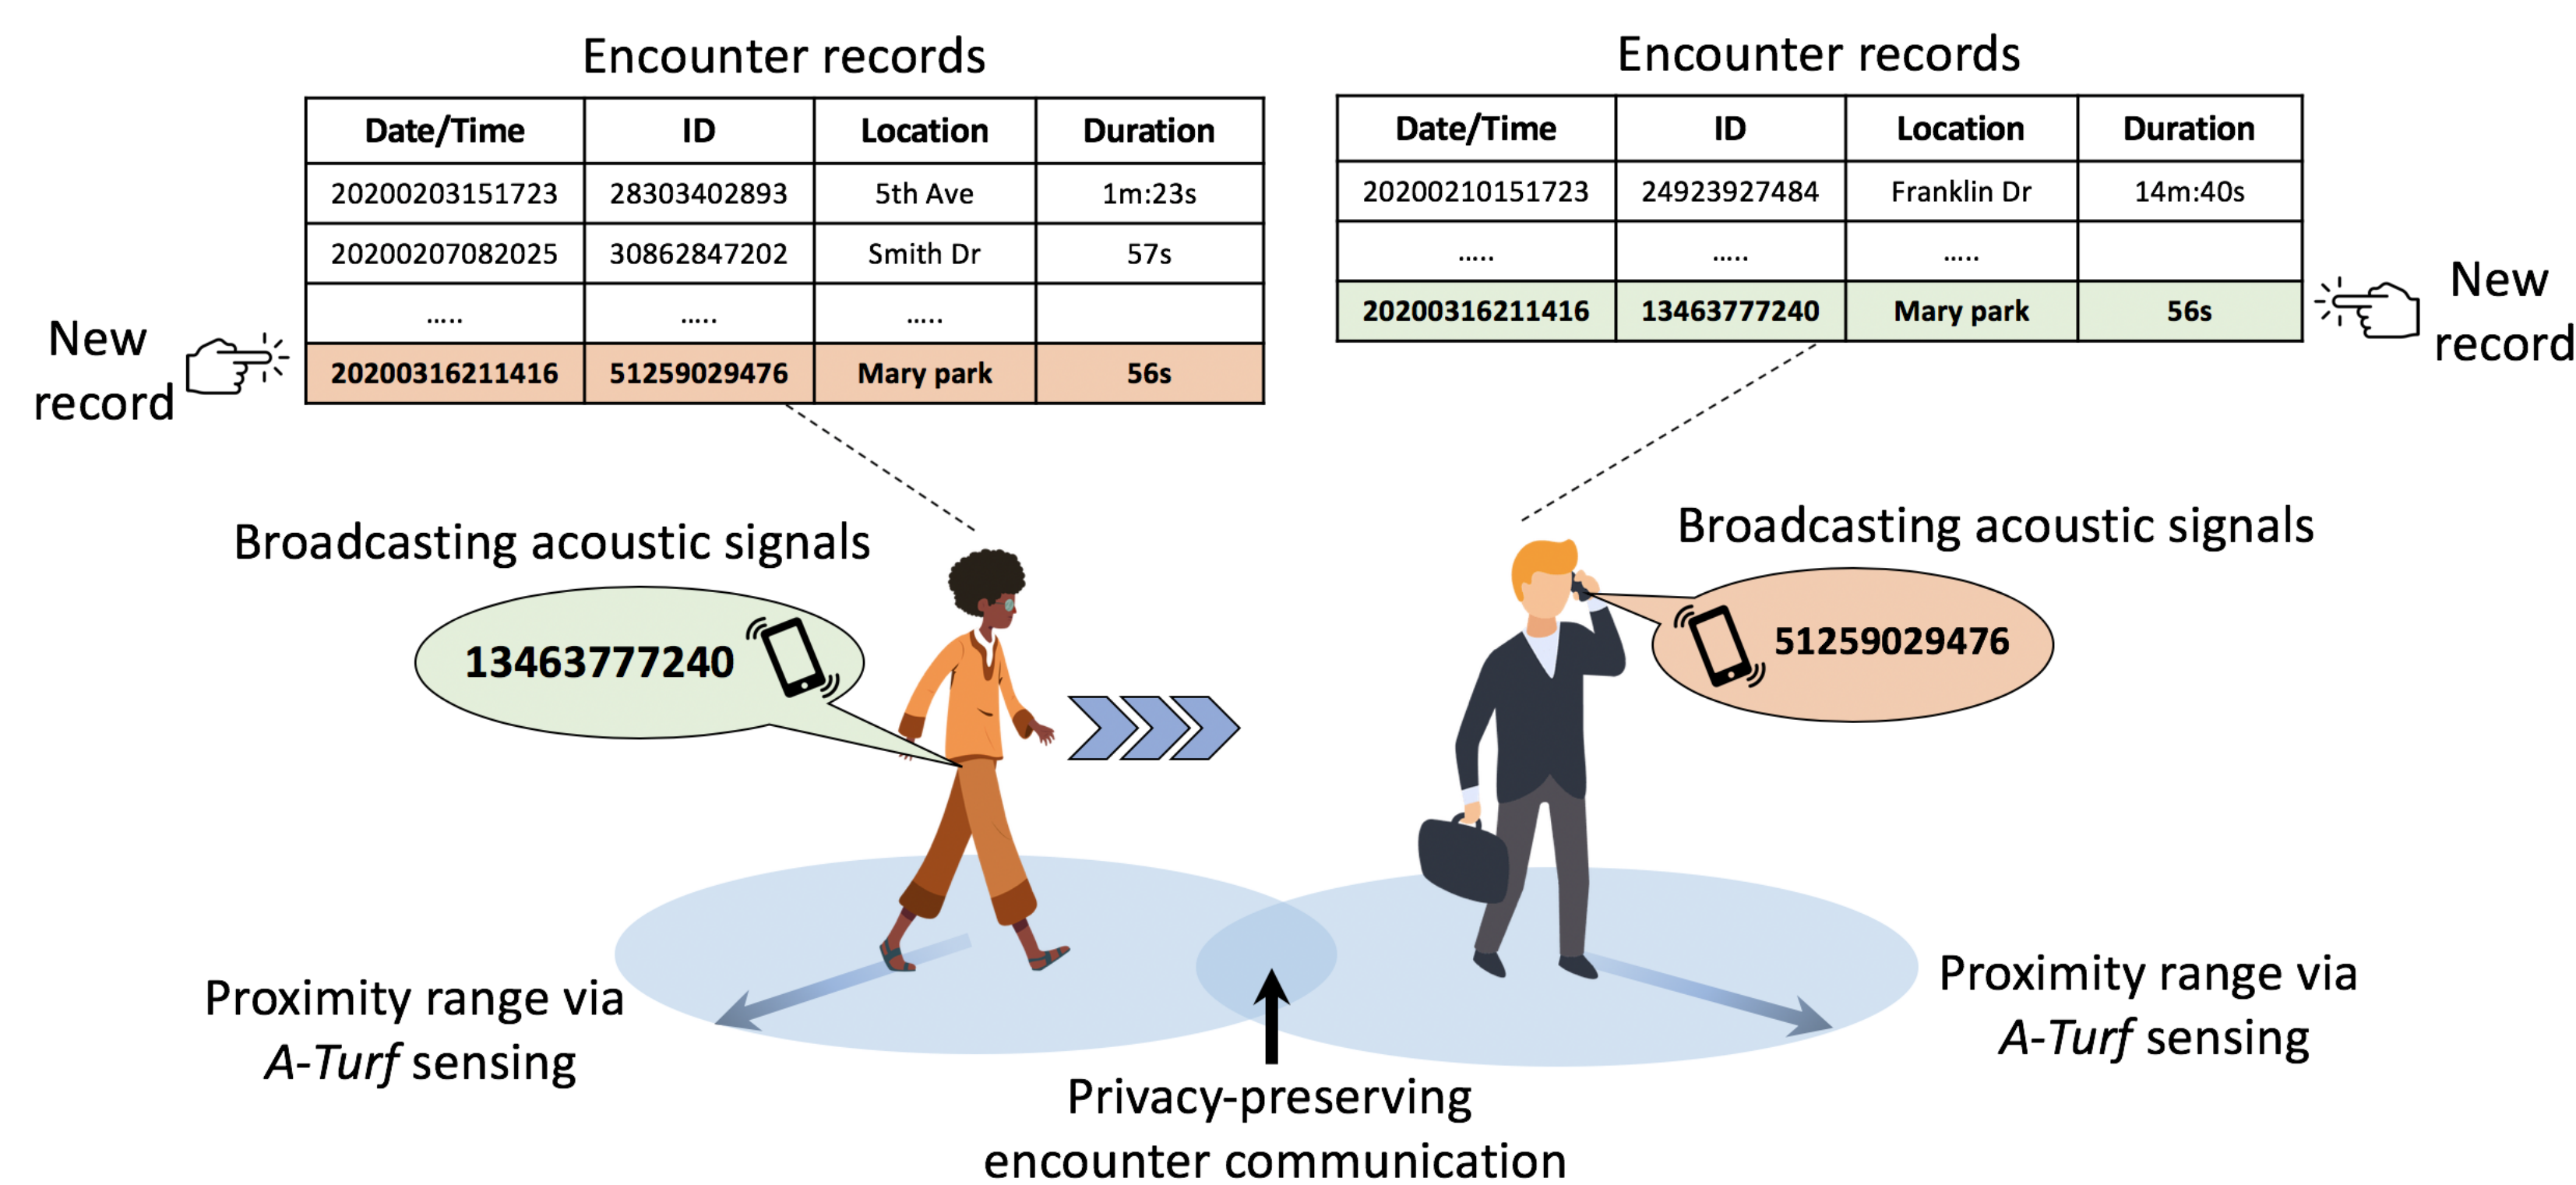 Encounter records
Date/Time ID Location Duration
20200203151723 28303402893 5th Ave 1m:23s
20200207082025 30862847202 Smith Dr 57s
..... ..... .....
20200316211416 51259029476 Mary park 56s
New
record
Encounter records
Date/Time ID Location Duration
20200210151723 24923927484 Franklin Dr 14m:40s
..... ..... .....
20200316211416 13463777240 Mary park 56s
New
record
Broadcasting acoustic signals
13463777240
Broadcasting acoustic signals
51259029476
Proximity range via
A-Turf sensing
Proximity range via
A-Turf sensing
Privacy-preserving
encounter communication